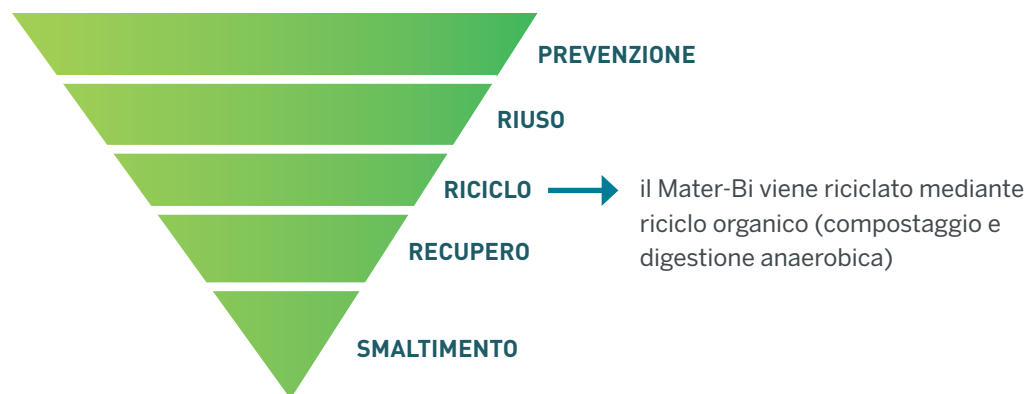 PREVENZIONE
RIUSO
RICICLO
il Mater-Bi viene riciclato mediante
riciclo organico (compostaggio e
digestione anaerobica)
RECUPERO
SMALTIMENTO